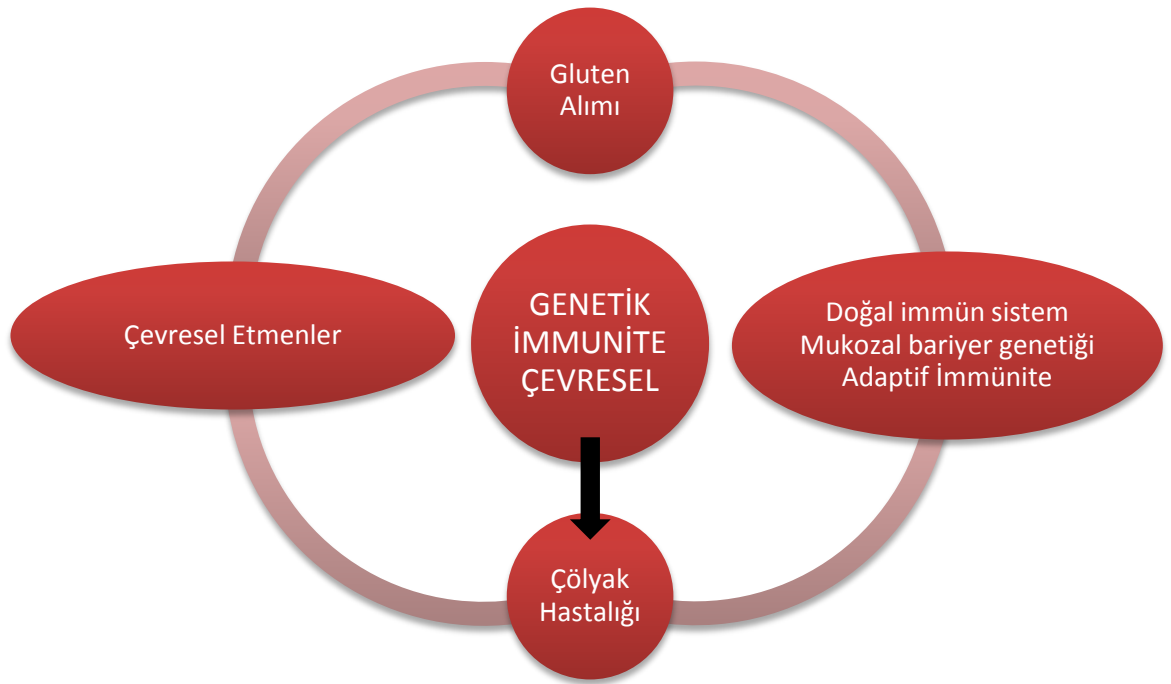 Gluten
Alımı
Çevresel Etmenler
GENETİK
İMMUNİTE
ÇEVRESEL
Doğal immün sistem
Mukozal bariyer genetiği
Adaptif İmmünite
Çölyak
Hastalığı